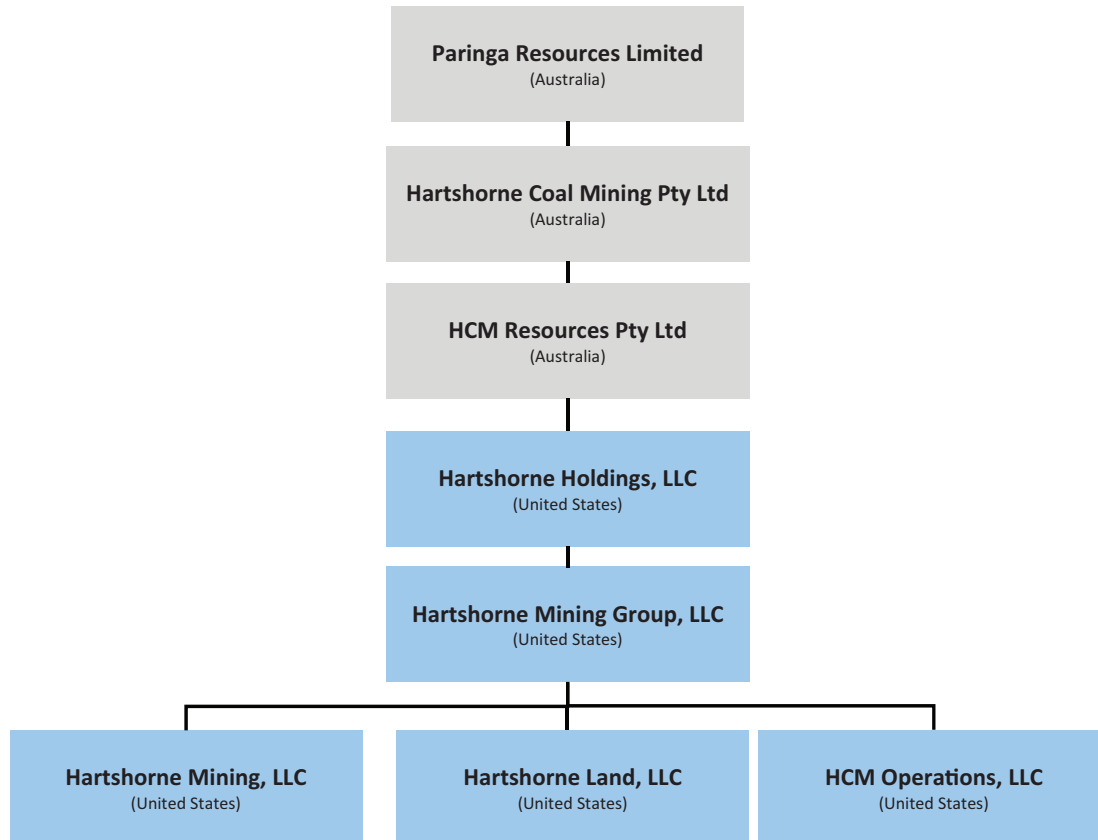 Paringa Resources Limited
(Australia)
Hartshorne Coal Mining Pty Ltd
(Australia)
HCM Resources Pty Ltd
(Australia)
Hartshorne Holdings, LLC
(United States)
Hartshorne Mining Group, LLC
(United States)
Hartshorne Mining, LLC
(United States)
Hartshorne Land, LLC
(United States)
HCM Operations, LLC
(United States)